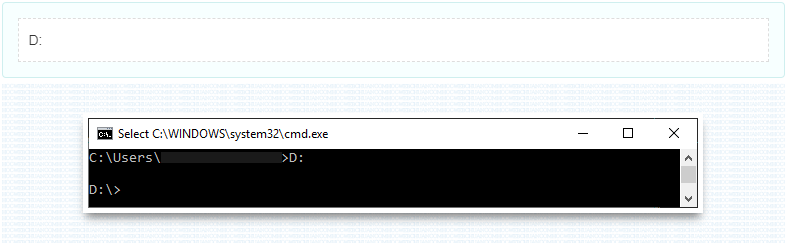 D:
Select C:\WINDOWS\system32\cmd.exe
C:\Users\ >D:
D:\>